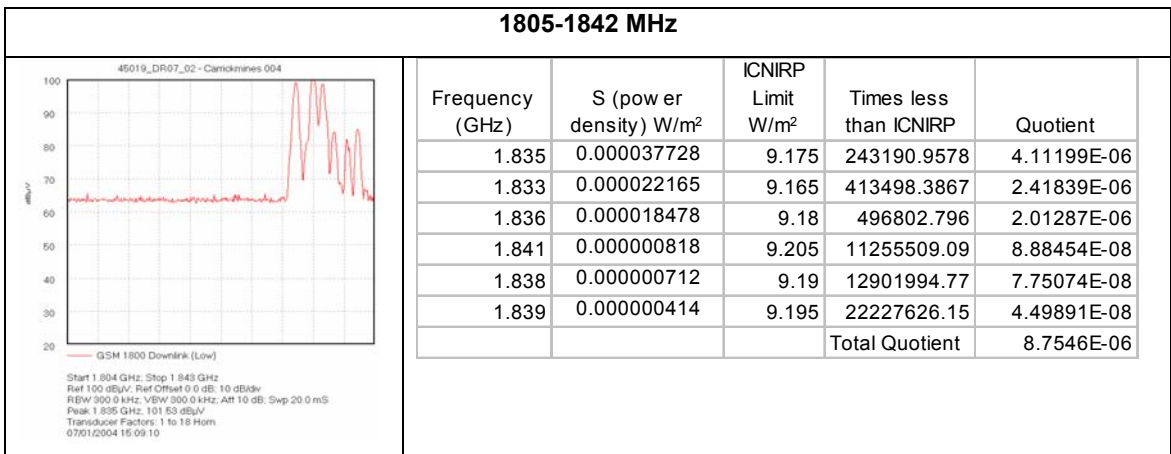 1805-1842 MHz
45019_DR07_02 - Carrickmines 004
100
90
80
70
60
50
40
30
20
dBµV
GSM 1800 Downlink (Low)
Start 1.804 GHz; Stop 1.843 GHz
Ref 100 dBµV; Ref Offset 0.0 dB; 10 dB/div
RBW 300.0 kHz; VBW 300.0 kHz; Att 10 dB; Swp 20.0 mS
Peak 1.835 GHz, 101.53 dBµV
Transducer Factors: 1 to 18 Horn
07/01/2004 15:09:10
Frequency (GHz) S (pow er density) W/m² ICNIRP Limit W/m² Times less than ICNIRP Quotient
1.835 0.000037728 9.175 243190.9578 4.11199E-06
1.833 0.000022165 9.165 413498.3867 2.41839E-06
1.836 0.000018478 9.18 496802.796 2.01287E-06
1.841 0.000000818 9.205 11255509.09 8.88454E-08
1.838 0.000000712 9.19 12901994.77 7.75074E-08
1.839 0.000000414 9.195 22227626.15 4.49891E-08
Total Quotient 8.7546E-06